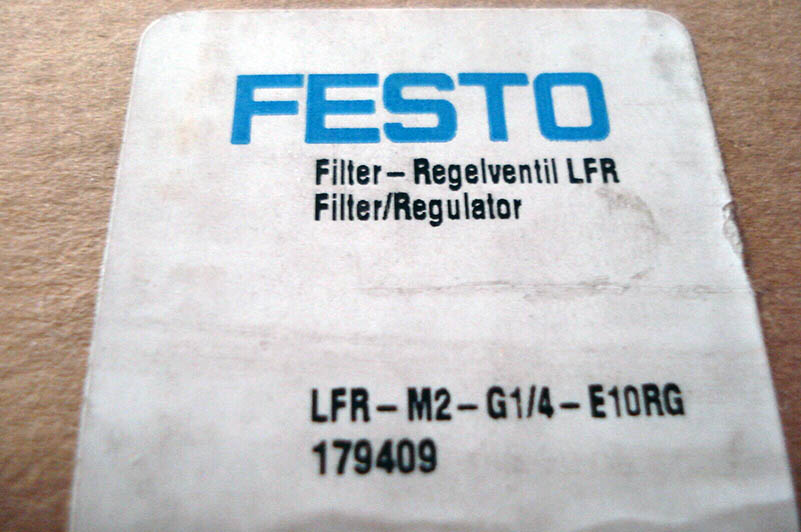 FESTO
Filter – Regelventil LFR
Filter/Regulator
LFR – M2 – G1/4 – E10RG
179409